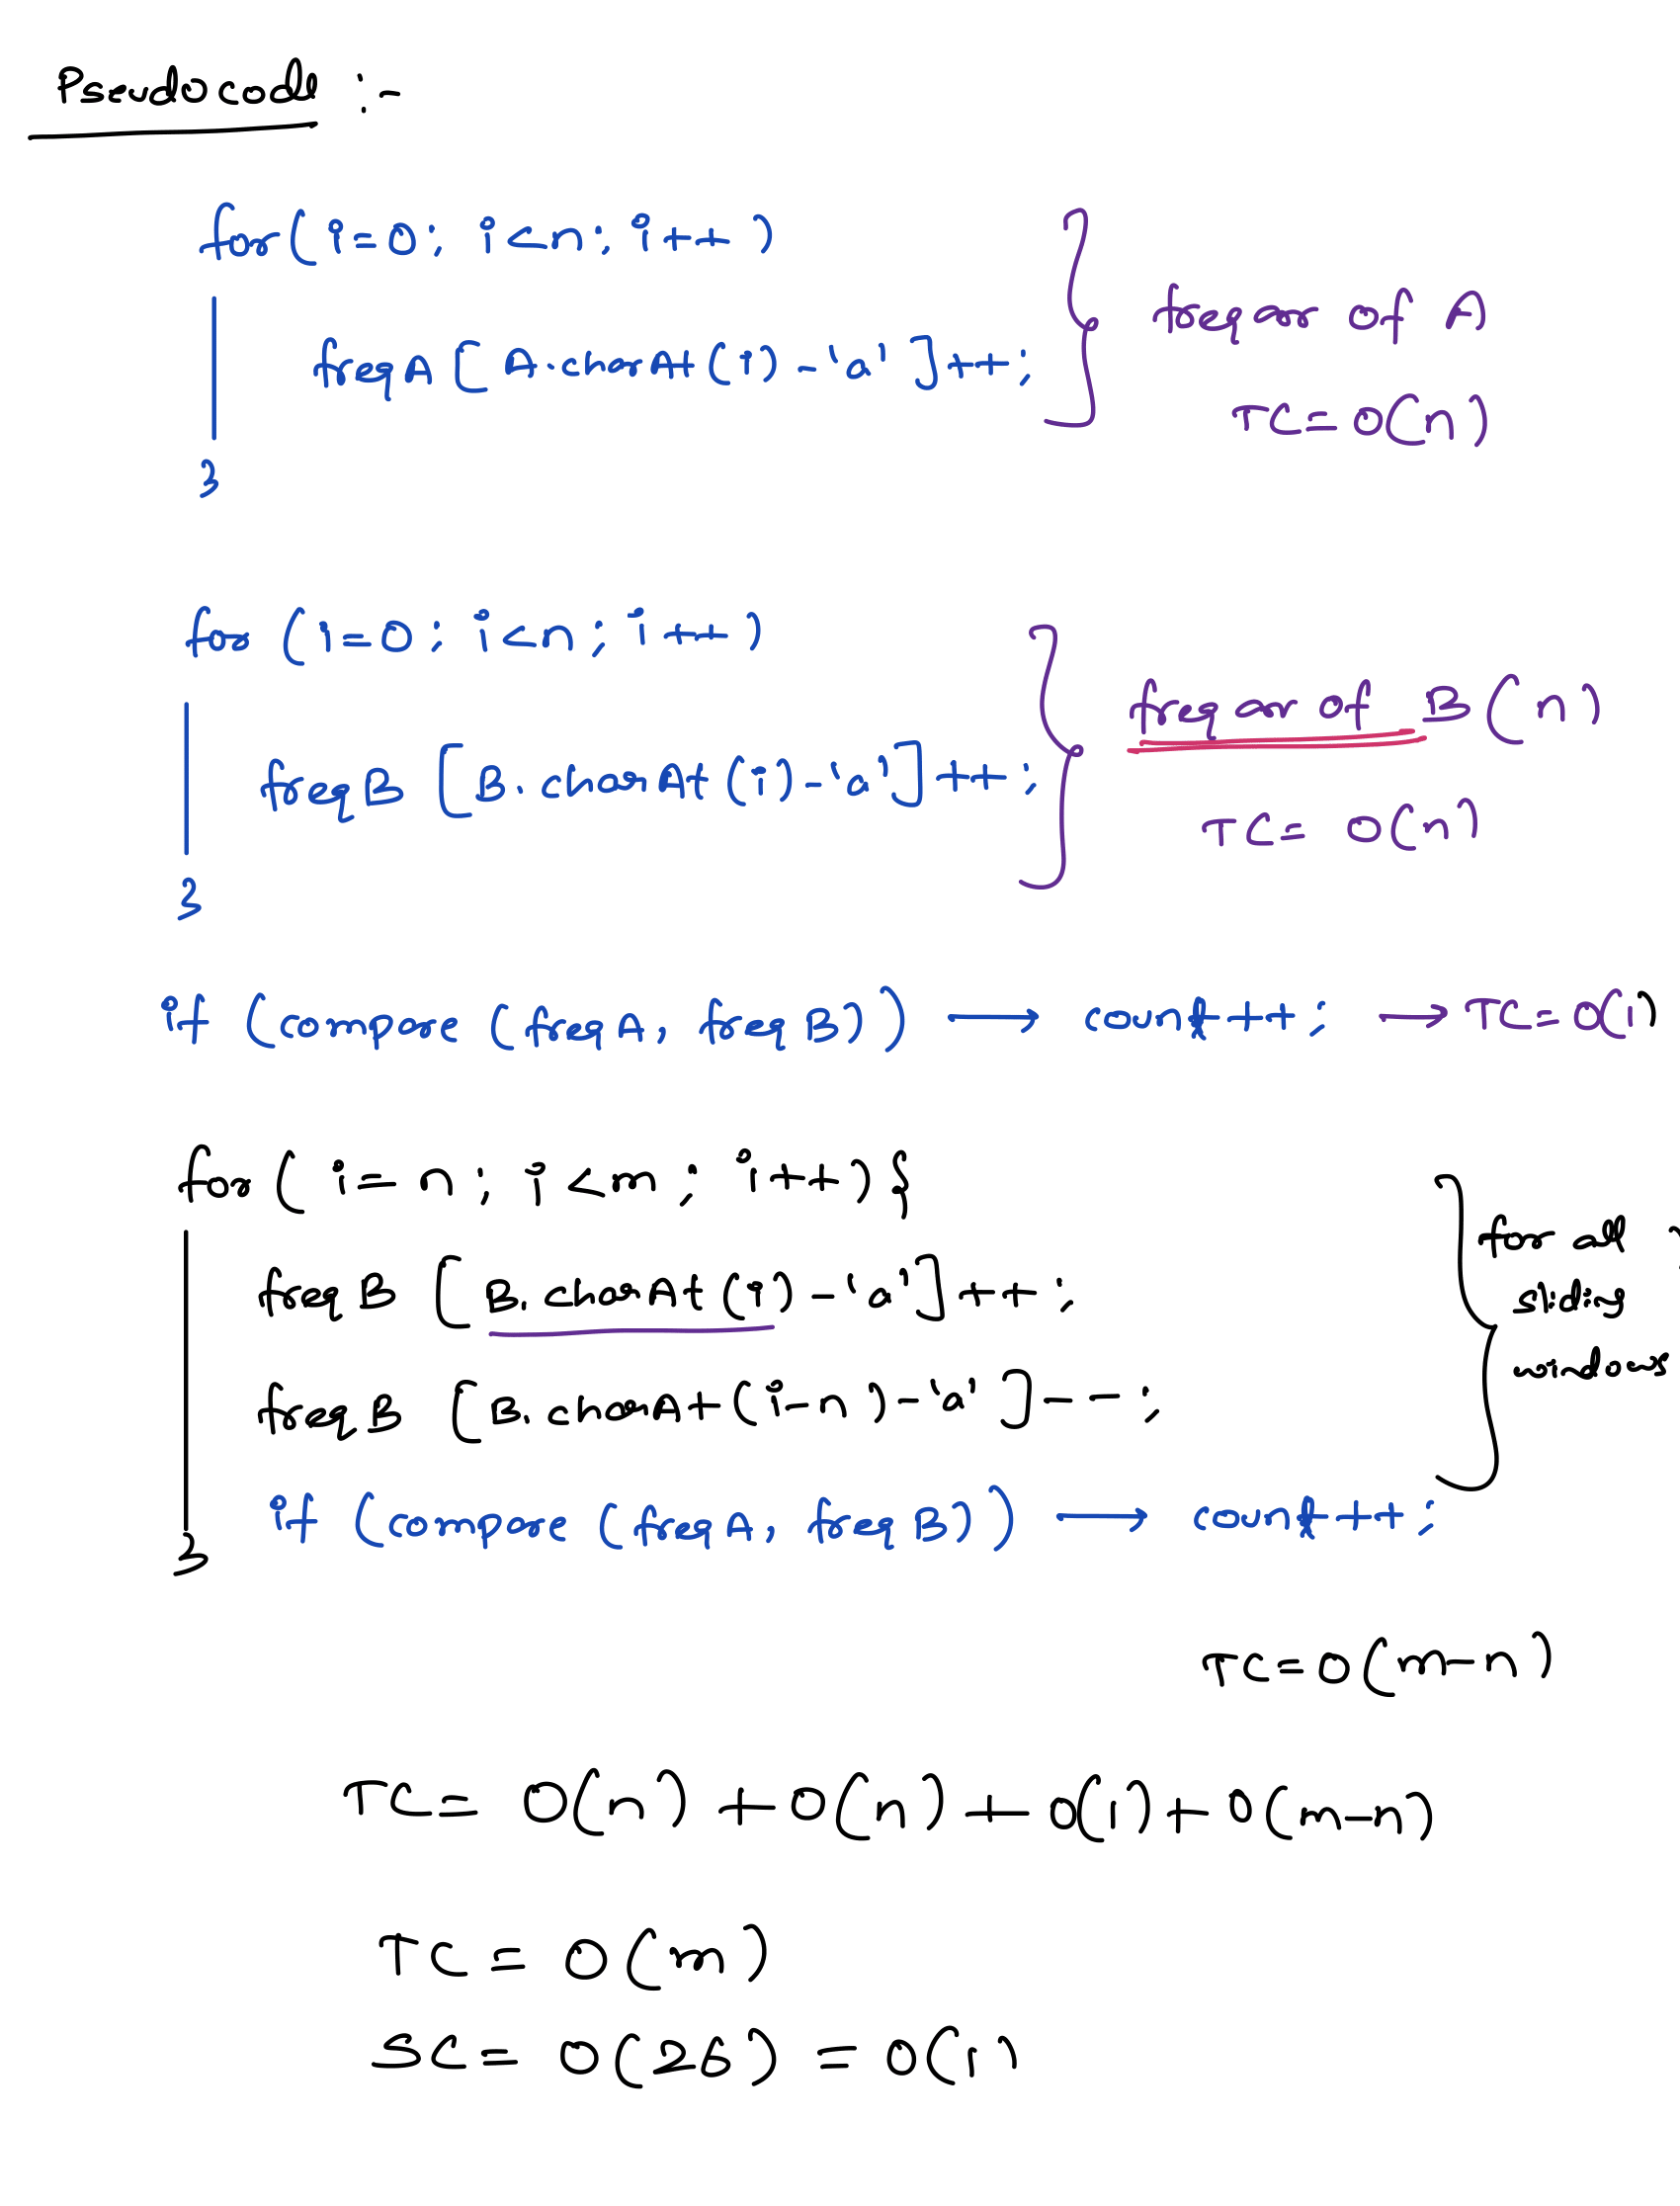 Pseudocode :-
for(i=0; i<n; i++)
freqA[A.charAt(i)-'a']++;
}
freq arr of A
TC=O(n)
for (i=0; i<n; i++)
freqB [B.charAt(i)-'a']++;
}
freq arr of B(n)
TC= O(n)
if (compare (freqA, freqB)) → count++; → TC=O(1)
for( i= n; i<m; i++){
freqB [B.charAt(i)-'a']++;
freqB [B.charAt(i-n)-'a']--;
if (compare (freqA, freqB)) → count++;
}
for all
sliding
windows
TC=O(m-n)
TC= O(n) + O(n) + O(1) + O(m-n)
TC = O(m)
SC= O(26) = O(1)